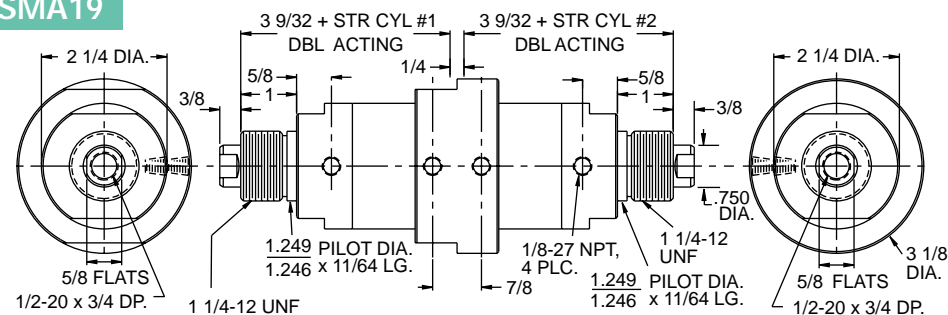 SMA19
3 9/32 + STR CYL #1
DBL ACTING
3 9/32 + STR CYL #2
DBL ACTING
2 1/4 DIA.
1/4
2 1/4 DIA.
5/8
1
3/8
5/8
1
3/8
.750
DIA.
5/8 FLATS
1/2-20 x 3/4 DP.
1 1/4-12 UNF
1.249
1.246
PILOT DIA.
x 11/64 LG.
1/8-27 NPT,
4 PLC.
7/8
1 1/4-12
UNF
1.249
1.246
PILOT DIA.
x 11/64 LG.
5/8 FLATS
1/2-20 x 3/4 DP.
3 1/8
DIA.